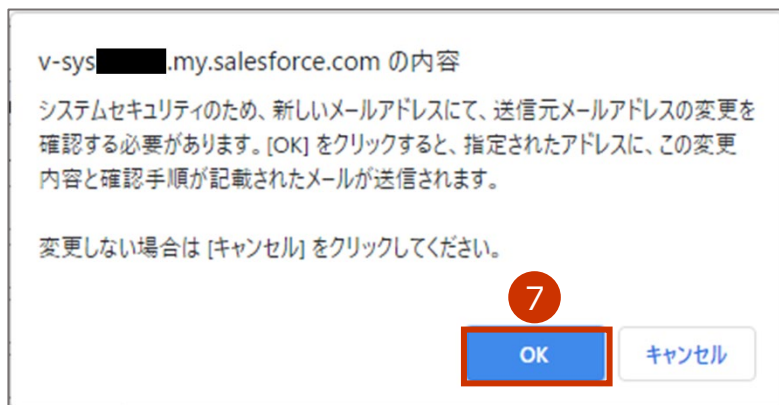 v-sys .my.salesforce.com の内容
システムセキュリティのため、新しいメールアドレスにて、送信元メールアドレスの変更を
確認する必要があります。[OK] をクリックすると、指定されたアドレスに、この変更
内容と確認手順が記載されたメールが送信されます。
変更しない場合は [キャンセル] をクリックしてください。
7
OK
キャンセル